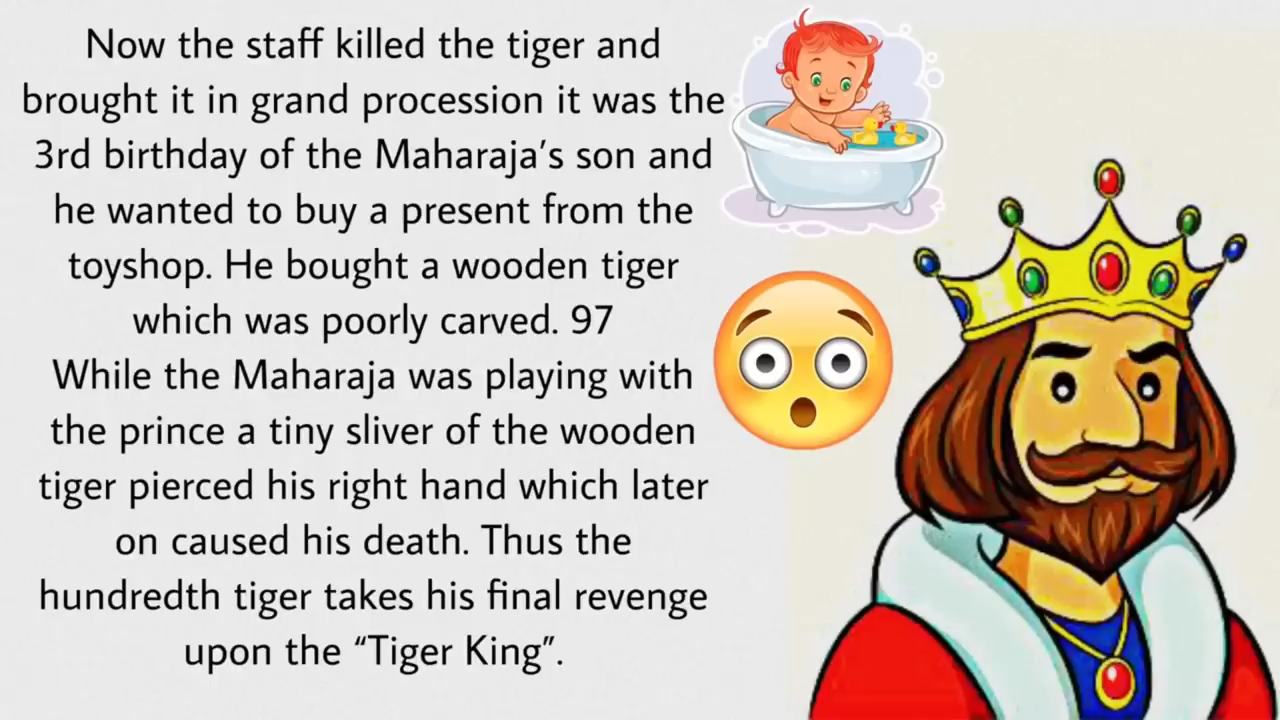 Now the staff killed the tiger and
brought it in grand procession it was the
3rd birthday of the Maharaja’s son and
he wanted to buy a present from the
toyshop. He bought a wooden tiger
which was poorly carved. 97
While the Maharaja was playing with
the prince a tiny sliver of the wooden
tiger pierced his right hand which later
on caused his death. Thus the
hundredth tiger takes his final revenge
upon the “Tiger King”.